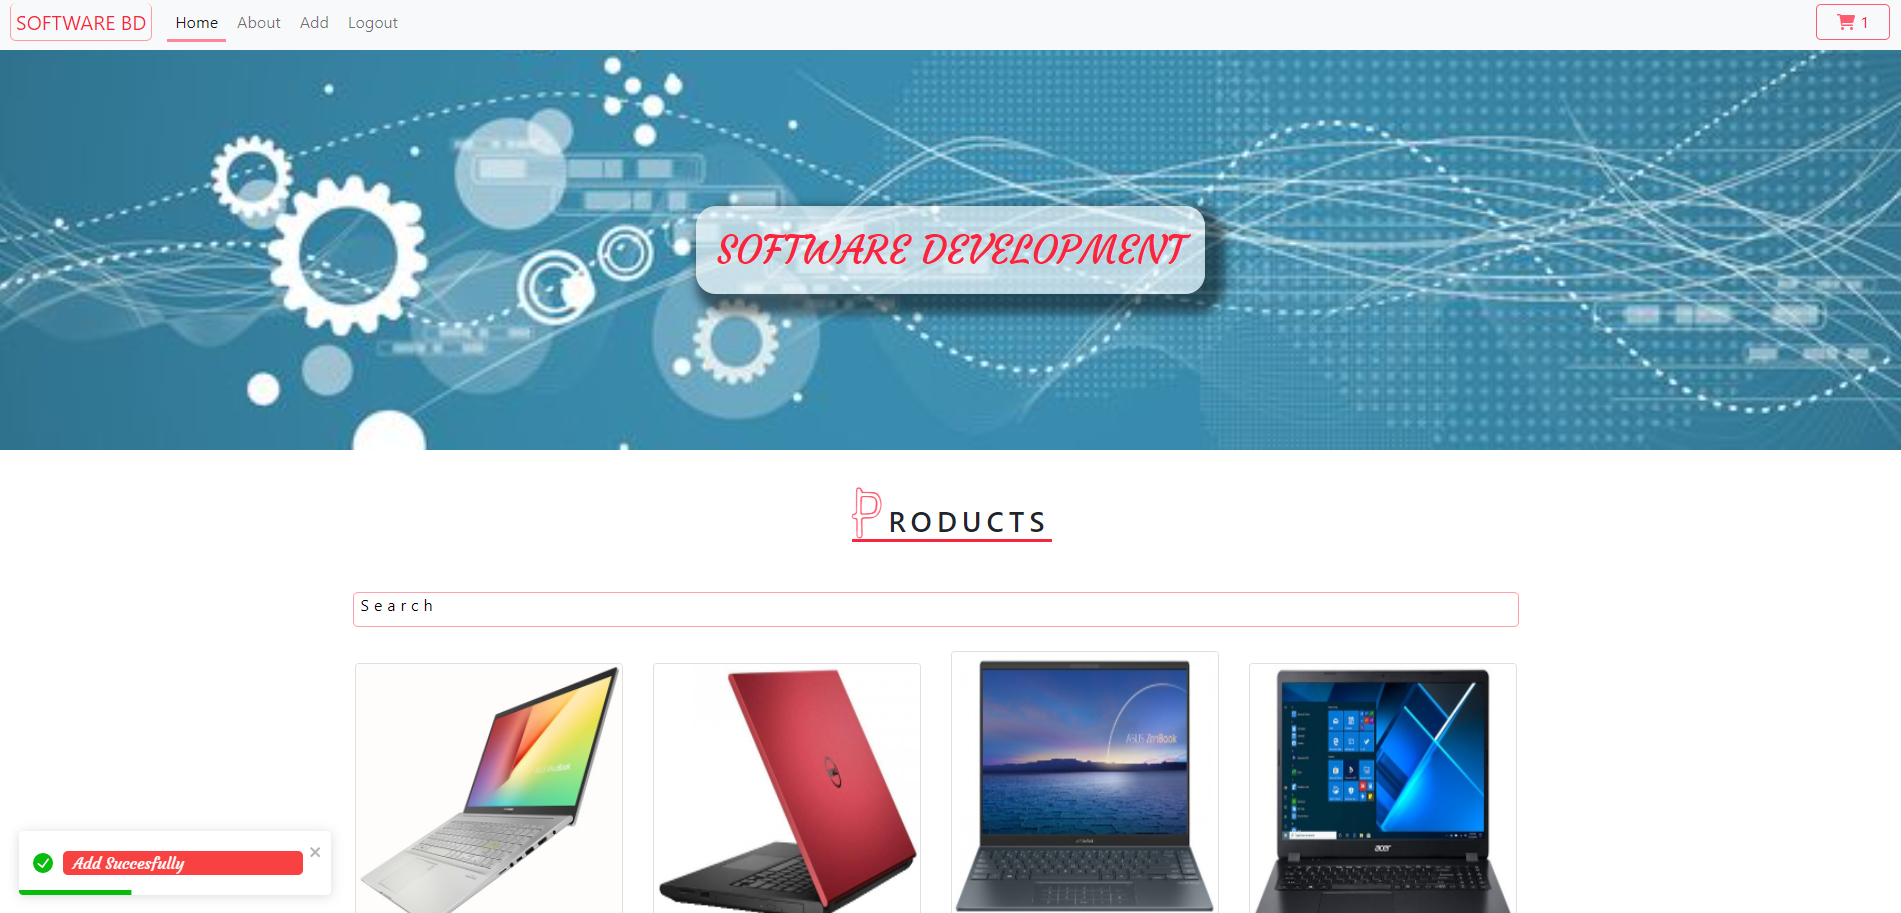 SOFTWARE BD Home About Add Logout 1
SOFTWARE DEVELOPMENT
PRODUCTS
Search
ASUS ZenBook
acer
Add Succesfully